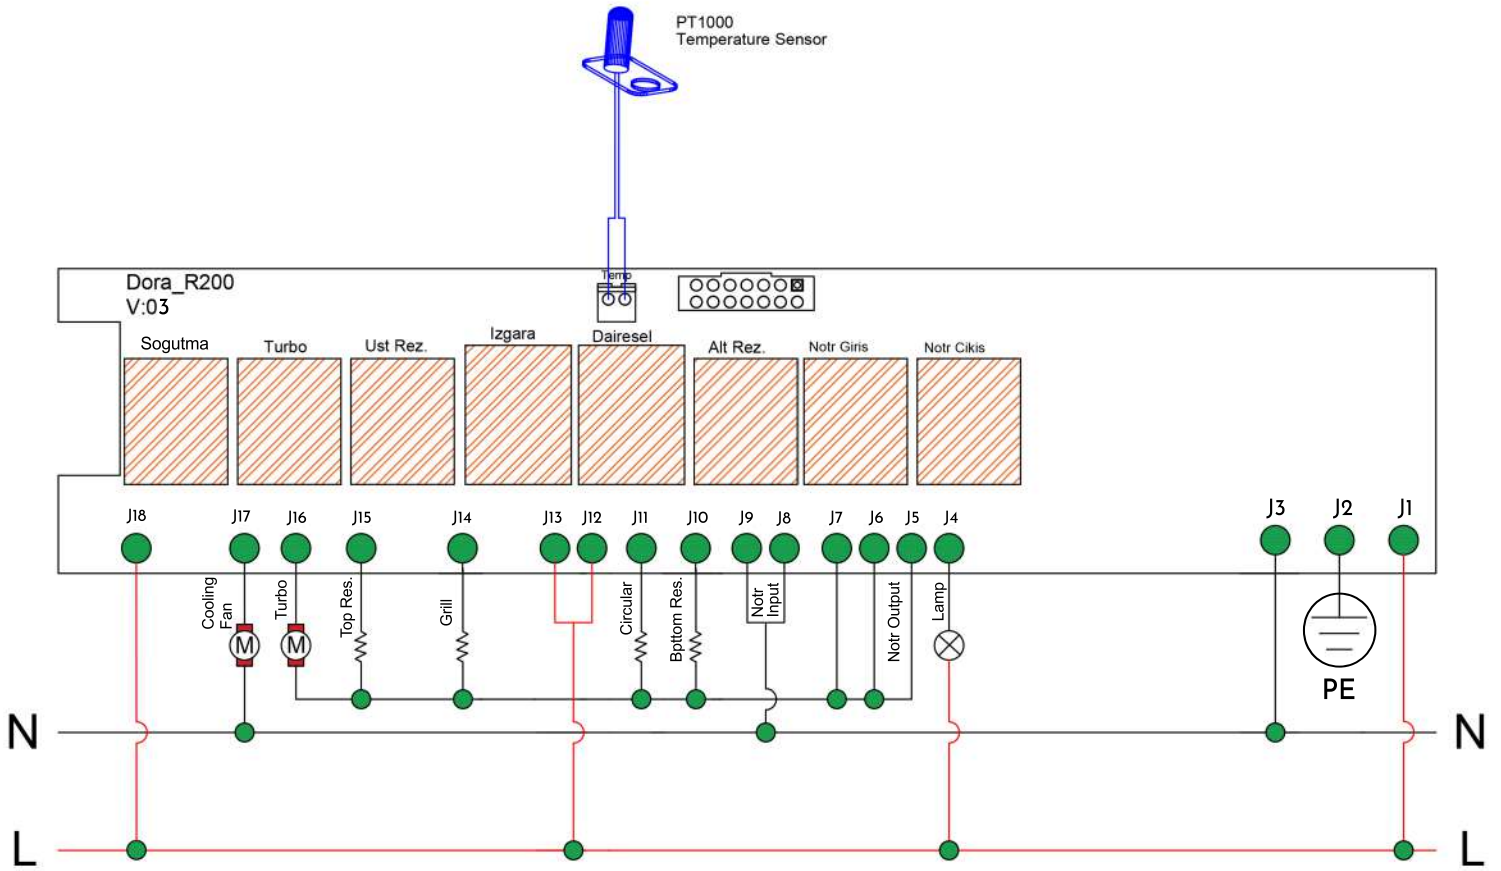 PT1000
Temperature Sensor
Temp
Dora_R200
V:03
Sogutma
Turbo
Ust Rez.
Izgara
Dairesel
Alt Rez.
Notr Giris
Notr Cikis
J18
J17
J16
J15
J14
J13
J12
J11
J10
J9
J8
J7
J6
J5
J4
J3
J2
J1
Cooling
Fan
Turbo
Top Res.
Grill
Circular
Bpttom Res.
Notr
Input
Notr Output
Lamp
M
M
PE
N
N
L
L